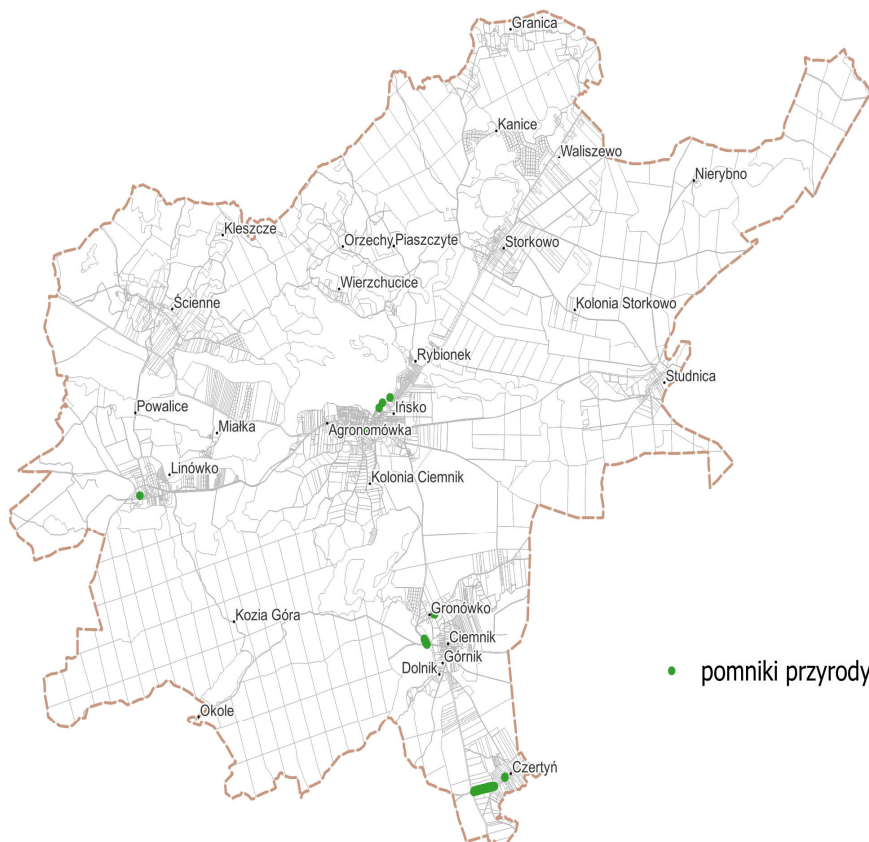 Granica
Kanice
Waliszewo
Nierybno
Kleszcze
Orzechy
Piaszczyte
Storkowo
Wierzchucice
Ścienne
Kolonia Storkowo
Rybionek
Studnica
Powalice
Ińsko
Miałka
Agronomówka
Linówko
Kolonia Ciemnik
Kozia Góra
Gronówko
Ciemnik
Górnik
Dolnik
pomniki przyrody
Okole
Czertyń